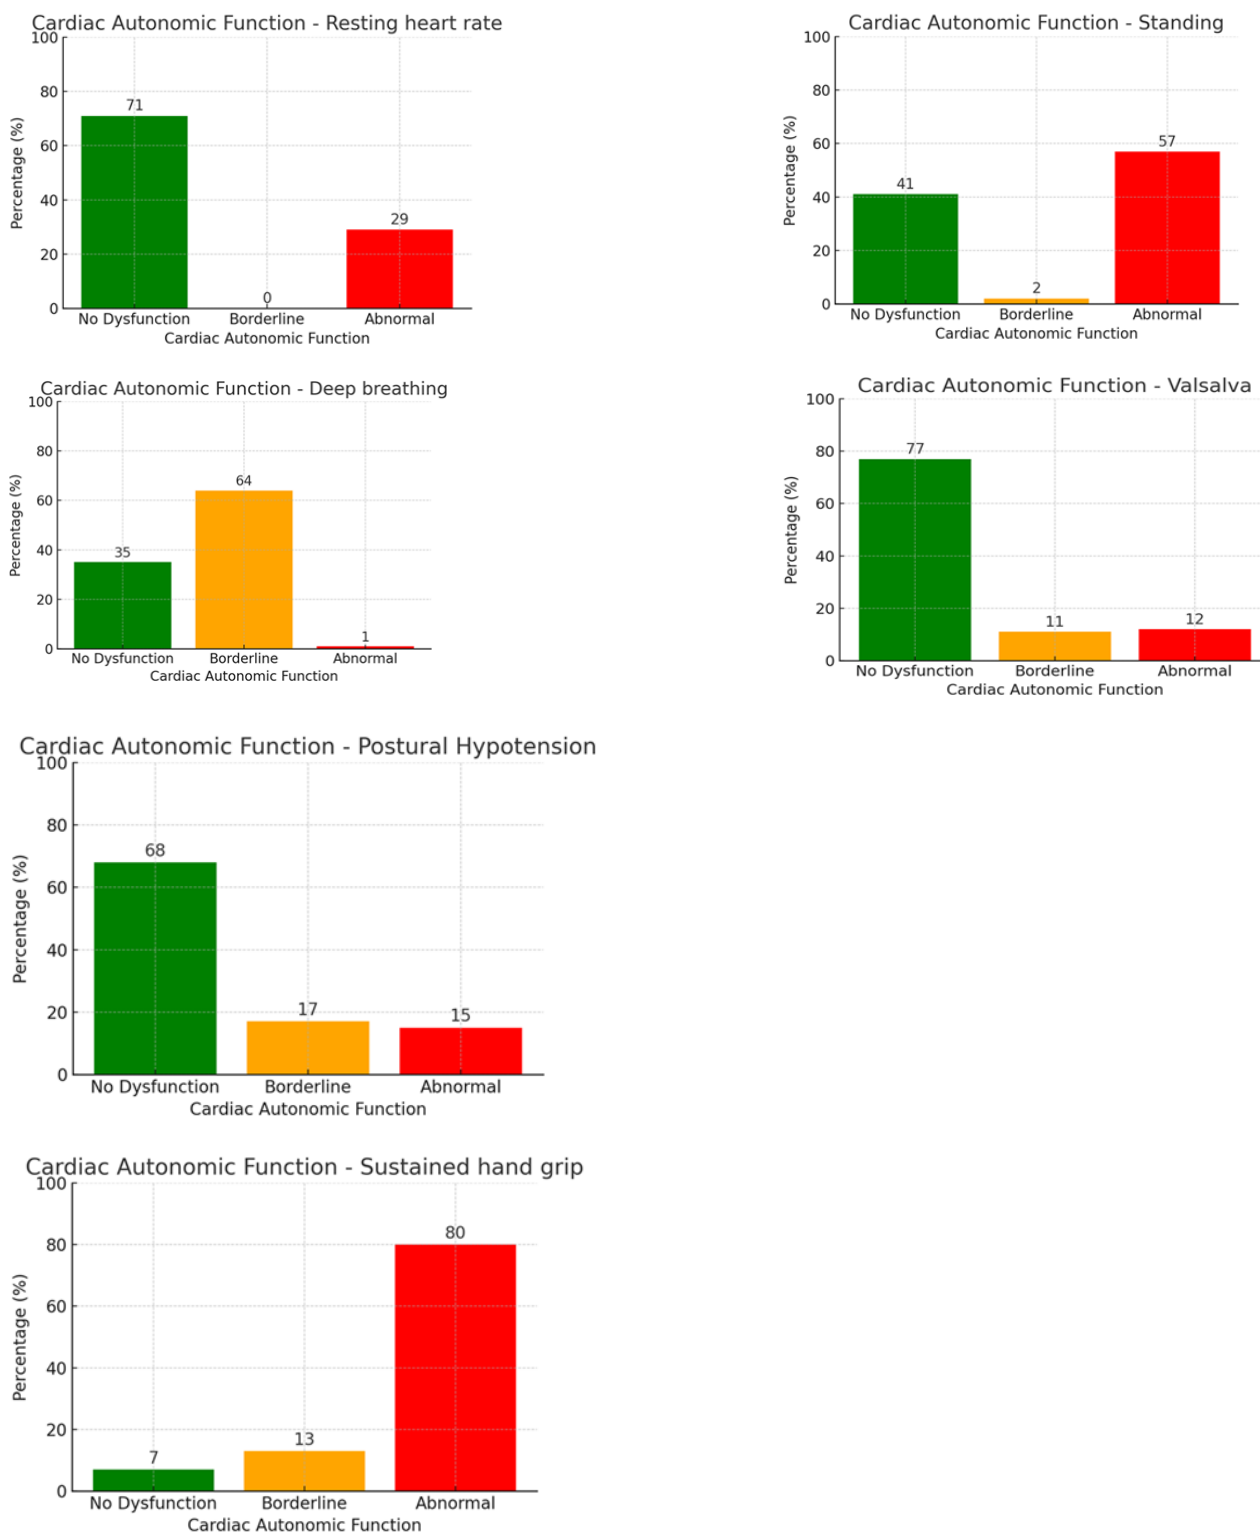 Cardiac Autonomic Function - Resting heart rate
100
80
60
40
20
0
Percentage (%)
71
0
29
No Dysfunction Borderline Abnormal
Cardiac Autonomic Function
Cardiac Autonomic Function - Standing
100
80
60
40
20
0
Percentage (%)
41
2
57
No Dysfunction Borderline Abnormal
Cardiac Autonomic Function
Cardiac Autonomic Function - Deep breathing
100
80
60
40
20
0
Percentage (%)
35
64
1
No Dysfunction Borderline Abnormal
Cardiac Autonomic Function
Cardiac Autonomic Function - Valsalva
100
80
60
40
20
0
Percentage (%)
77
11
12
No Dysfunction Borderline Abnormal
Cardiac Autonomic Function
Cardiac Autonomic Function - Postural Hypotension
100
80
60
40
20
0
Percentage (%)
68
17
15
No Dysfunction Borderline Abnormal
Cardiac Autonomic Function
Cardiac Autonomic Function - Sustained hand grip
100
80
60
40
20
0
Percentage (%)
7
13
80
No Dysfunction Borderline Abnormal
Cardiac Autonomic Function